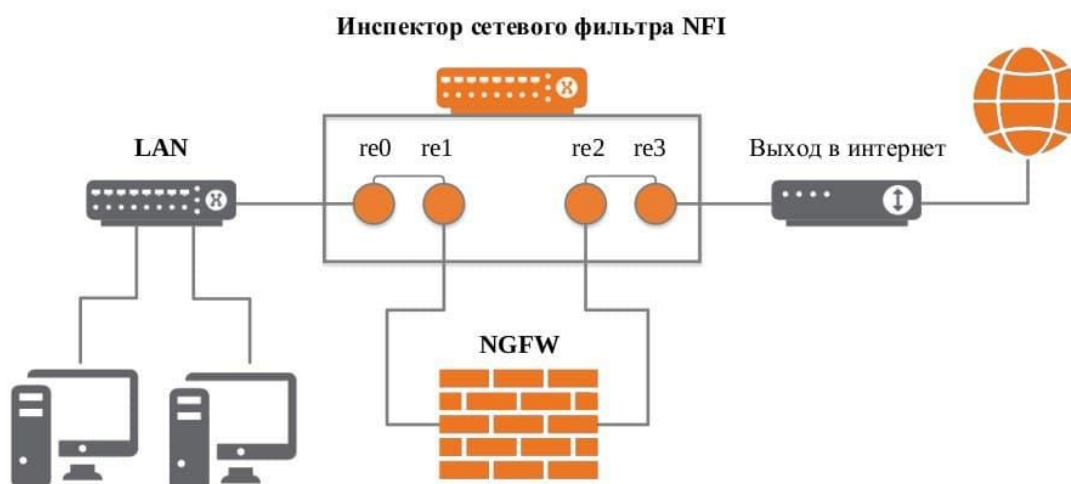 Инспектор сетевого фильтра NFI
LAN
re0 re1 re2 re3
Выход в интернет
NGFW